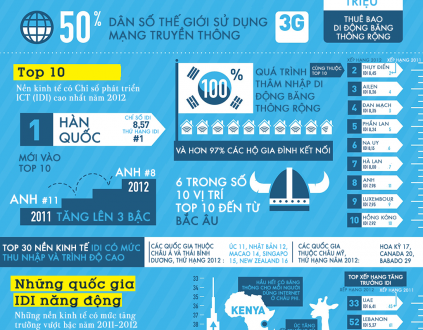 50%
DÂN SỐ THẾ GIỚI SỬ DỤNG
MẠNG TRUYỀN THÔNG
3G
TRIỆU
THUÊ BAO
DI ĐỘNG BĂNG
THÔNG RỘNG
Top 10
Nền kinh tế có Chỉ số phát triển
ICT (IDI) cao nhất năm 2012
1
HÀN
QUỐC
CHỈ SỐ IDI
8,57
THỨ HẠNG IDI
#1
MỚI VÀO
TOP 10
ANH #11
ANH #8
2012
2011 TĂNG LÊN 3 BẬC
100%
QUÁ TRÌNH
THÂM NHẬP DI
ĐỘNG BĂNG
THÔNG RỘNG
VÀ HƠN 97% CÁC HỘ GIA ĐÌNH KẾT NỐI
6 TRONG SỐ
10 VỊ TRÍ
TOP 10 ĐẾN TỪ
BẮC ÂU
CÙNG THUỘC
TOP 10
2 THỤY ĐIỂN
3
4 ĐAN MẠCH
5 PHẦN LAN
6 NA UY
7 HÀ LAN
8 ANH
9 LUXEMBOURG
10 HỒNG KÔNG
TOP 30 NỀN KINH TẾ IDI CÓ MỨC
THU NHẬP VÀ TRÌNH ĐỘ CAO
CÁC QUỐC GIA THUỘC
CHÂU Á VÀ THÁI BÌNH
DƯƠNG, THỨ HẠNG 2012 :
ÚC 11, NHẬT BẢN 12,
MACAO 14, SINGAPO
15, NEW ZEALAND 16
CÁC QUỐC GIA
THUỘC CHÂU MỸ,
THỨ HẠNG NĂM 2012:
HOA KỲ 17,
CANADA 20,
BABADO 29
Những quốc gia
IDI năng động
Những nền kinh tế có mức tăng
trưởng vượt bậc năm 2011-2012
KENYA
TOP XẾP HẠNG TĂNG
TRƯỞNG IDI
33 UAE
52 LEBANON